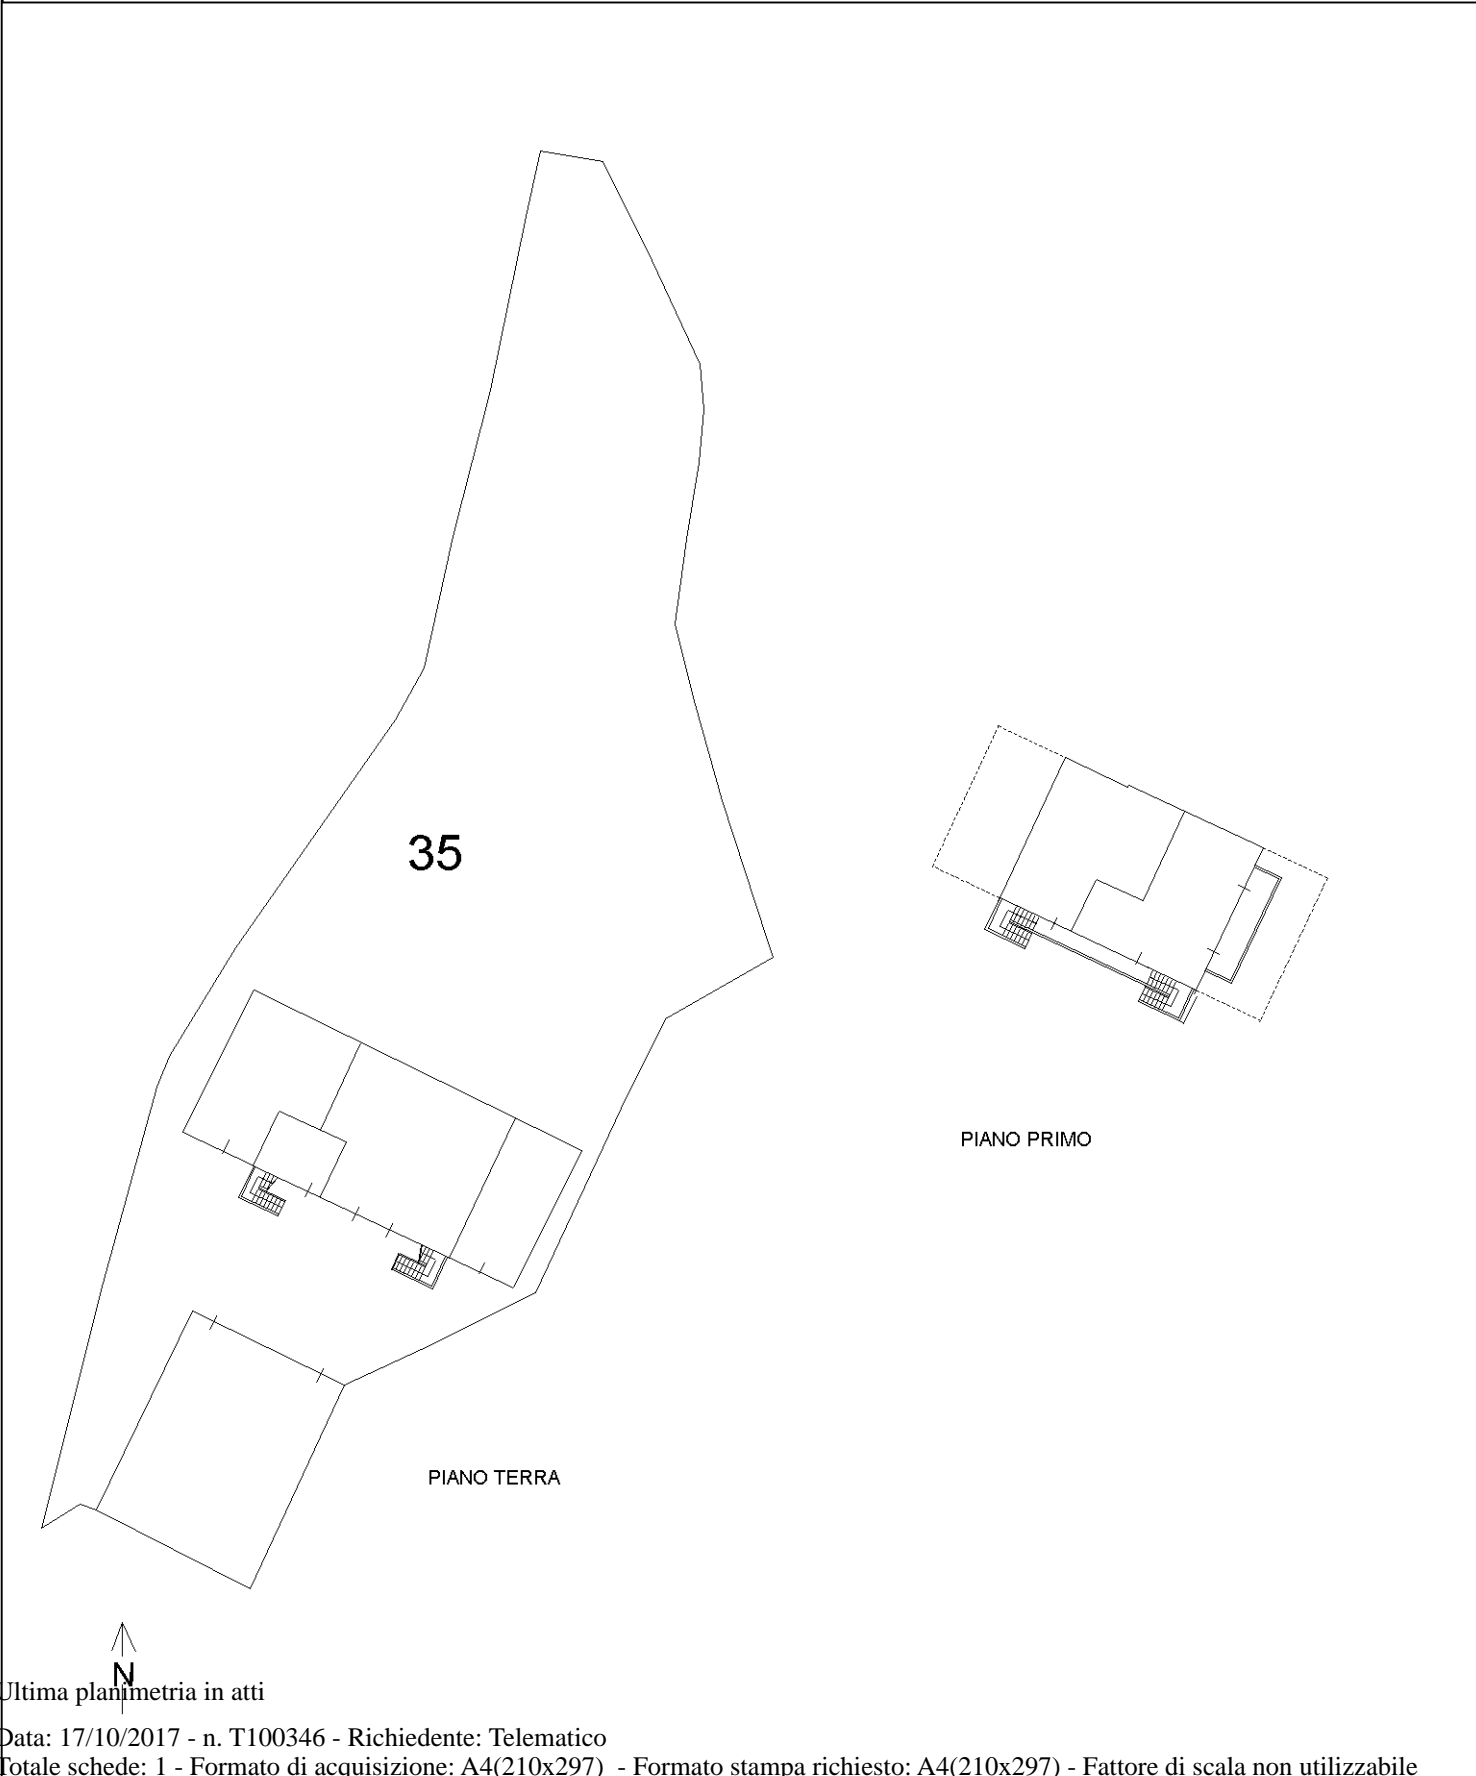 35
PIANO PRIMO
PIANO TERRA
N
Ultima planimetria in atti
Data: 17/10/2017 - n. T100346 - Richiedente: Telematico
Totale schede: 1 - Formato di acquisizione: A4(210x297) - Formato stampa richiesto: A4(210x297) - Fattore di scala non utilizzabile